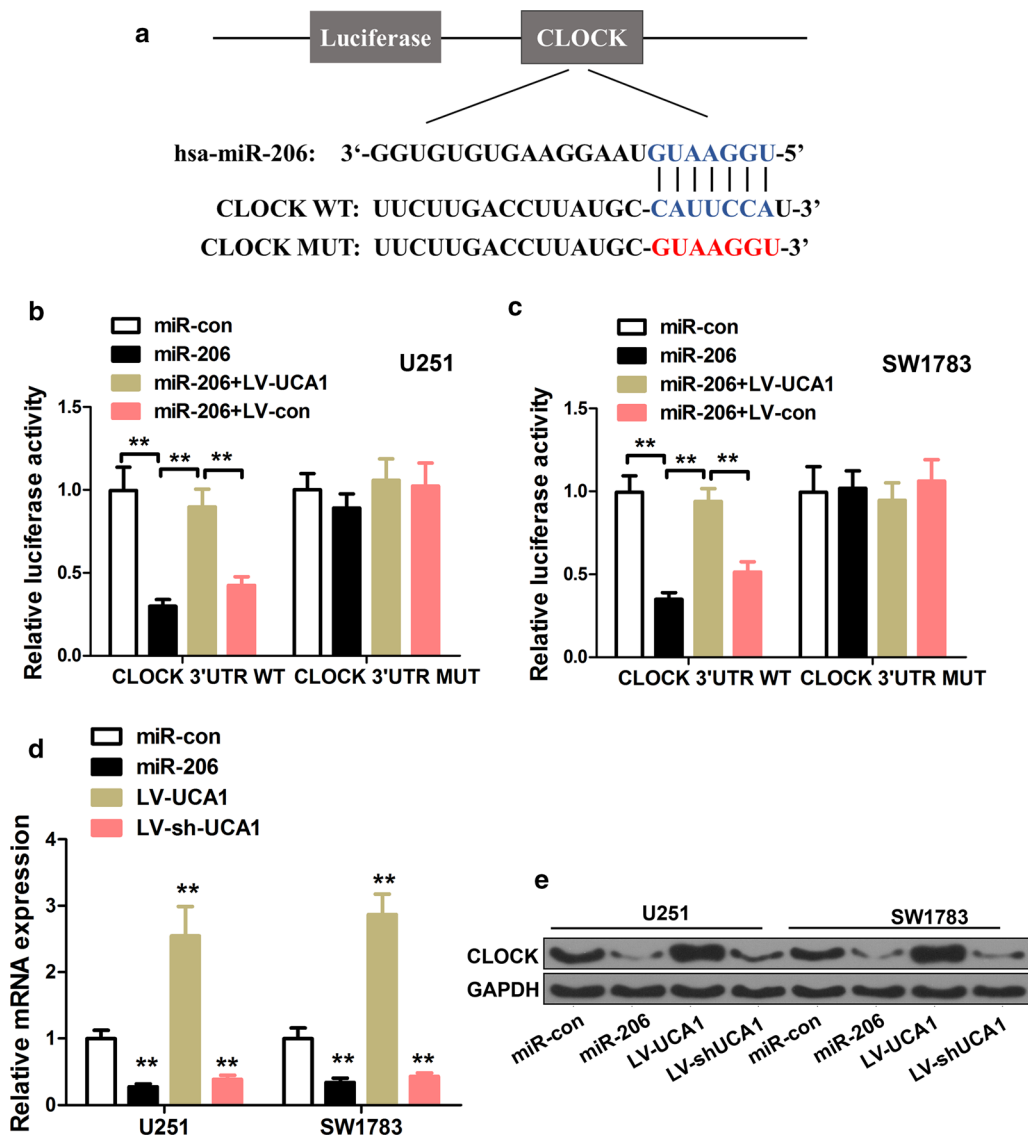 a
Luciferase
CLOCK
hsa-miR-206: 3‘-GGUGUGUGAAGGAAUGUAAGGU-5’
CLOCK WT: UUCUUGACCUUAUGC-CAUUCCAU-3’
CLOCK MUT: UUCUUGACCUUAUGC-GUAAGGU-3’
b
miR-con
miR-206
miR-206+LV-UCA1
miR-206+LV-con
U251
Relative luciferase activity
1.5
1.0
0.5
0.0
** ** **
CLOCK 3'UTR WT
CLOCK 3'UTR MUT
c
miR-con
miR-206
miR-206+LV-UCA1
miR-206+LV-con
SW1783
Relative luciferase activity
1.5
1.0
0.5
0.0
** ** **
CLOCK 3'UTR WT
CLOCK 3'UTR MUT
d
miR-con
miR-206
LV-UCA1
LV-sh-UCA1
Relative mRNA expression
4
3
2
1
0
** ** **
** ** **
U251
SW1783
e
U251
SW1783
CLOCK
GAPDH
miR-con
miR-206
LV-UCA1
LV-shUCA1
miR-con
miR-206
LV-UCA1
LV-shUCA1